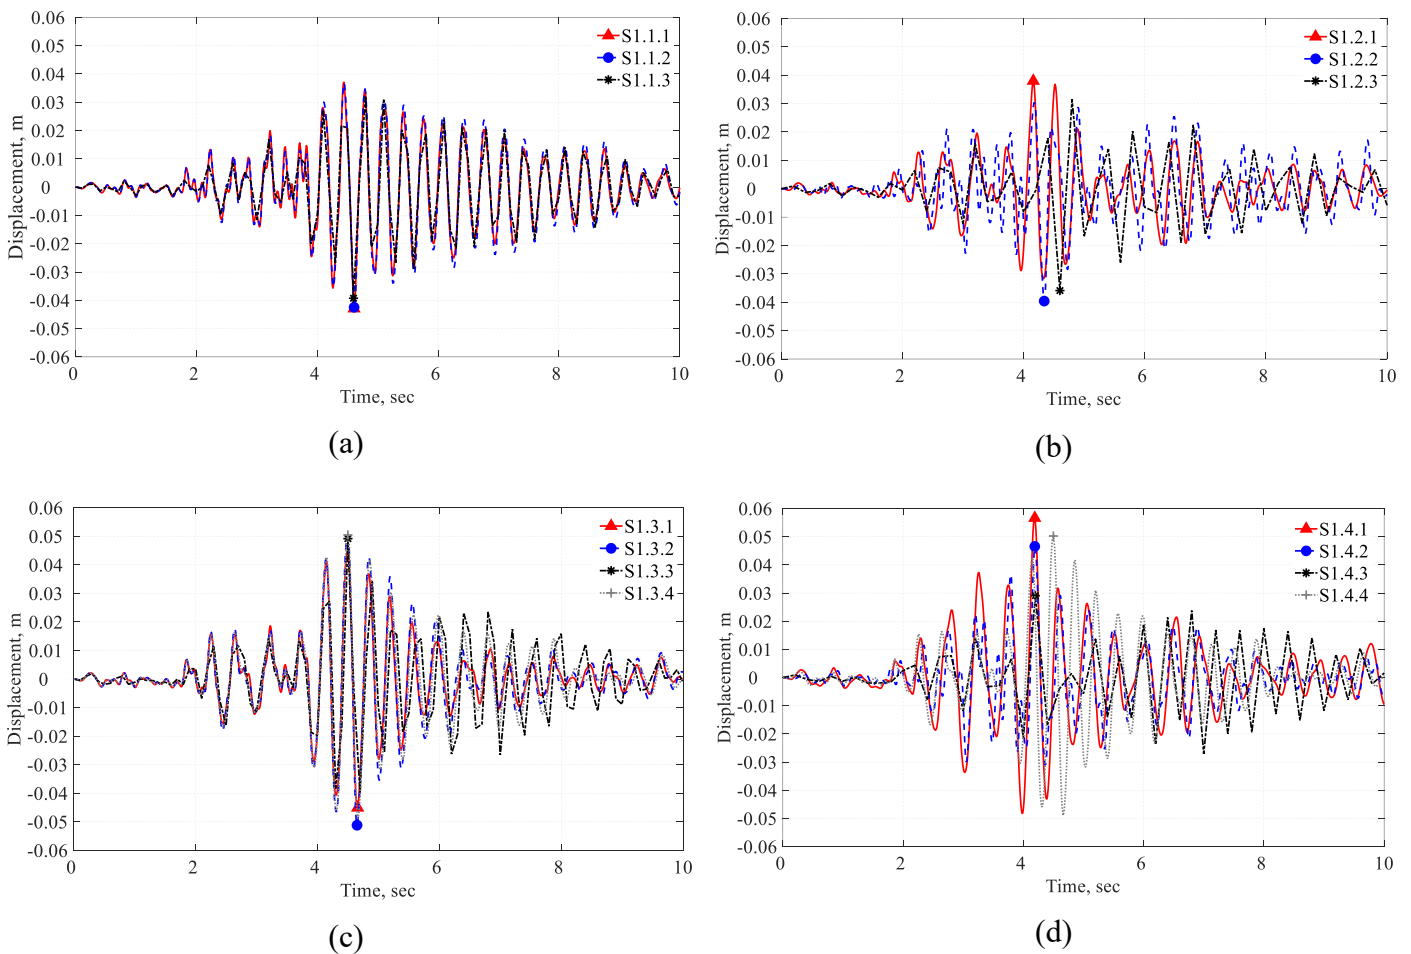 0.06
0.05
0.04
0.03
0.02
0.01
0
-0.01
-0.02
-0.03
-0.04
-0.05
-0.06
Displacement, m
S1.1.1
S1.1.2
S1.1.3
0 2 4 6 8 10
Time, sec
(a)
0.06
0.05
0.04
0.03
0.02
0.01
0
-0.01
-0.02
-0.03
-0.04
-0.05
-0.06
Displacement, m
S1.2.1
S1.2.2
S1.2.3
0 2 4 6 8 10
Time, sec
(b)
0.06
0.05
0.04
0.03
0.02
0.01
0
-0.01
-0.02
-0.03
-0.04
-0.05
-0.06
Displacement, m
S1.3.1
S1.3.2
S1.3.3
S1.3.4
0 2 4 6 8 10
Time, sec
(c)
0.06
0.05
0.04
0.03
0.02
0.01
0
-0.01
-0.02
-0.03
-0.04
-0.05
-0.06
Displacement, m
S1.4.1
S1.4.2
S1.4.3
S1.4.4
0 2 4 6 8 10
Time, sec
(d)